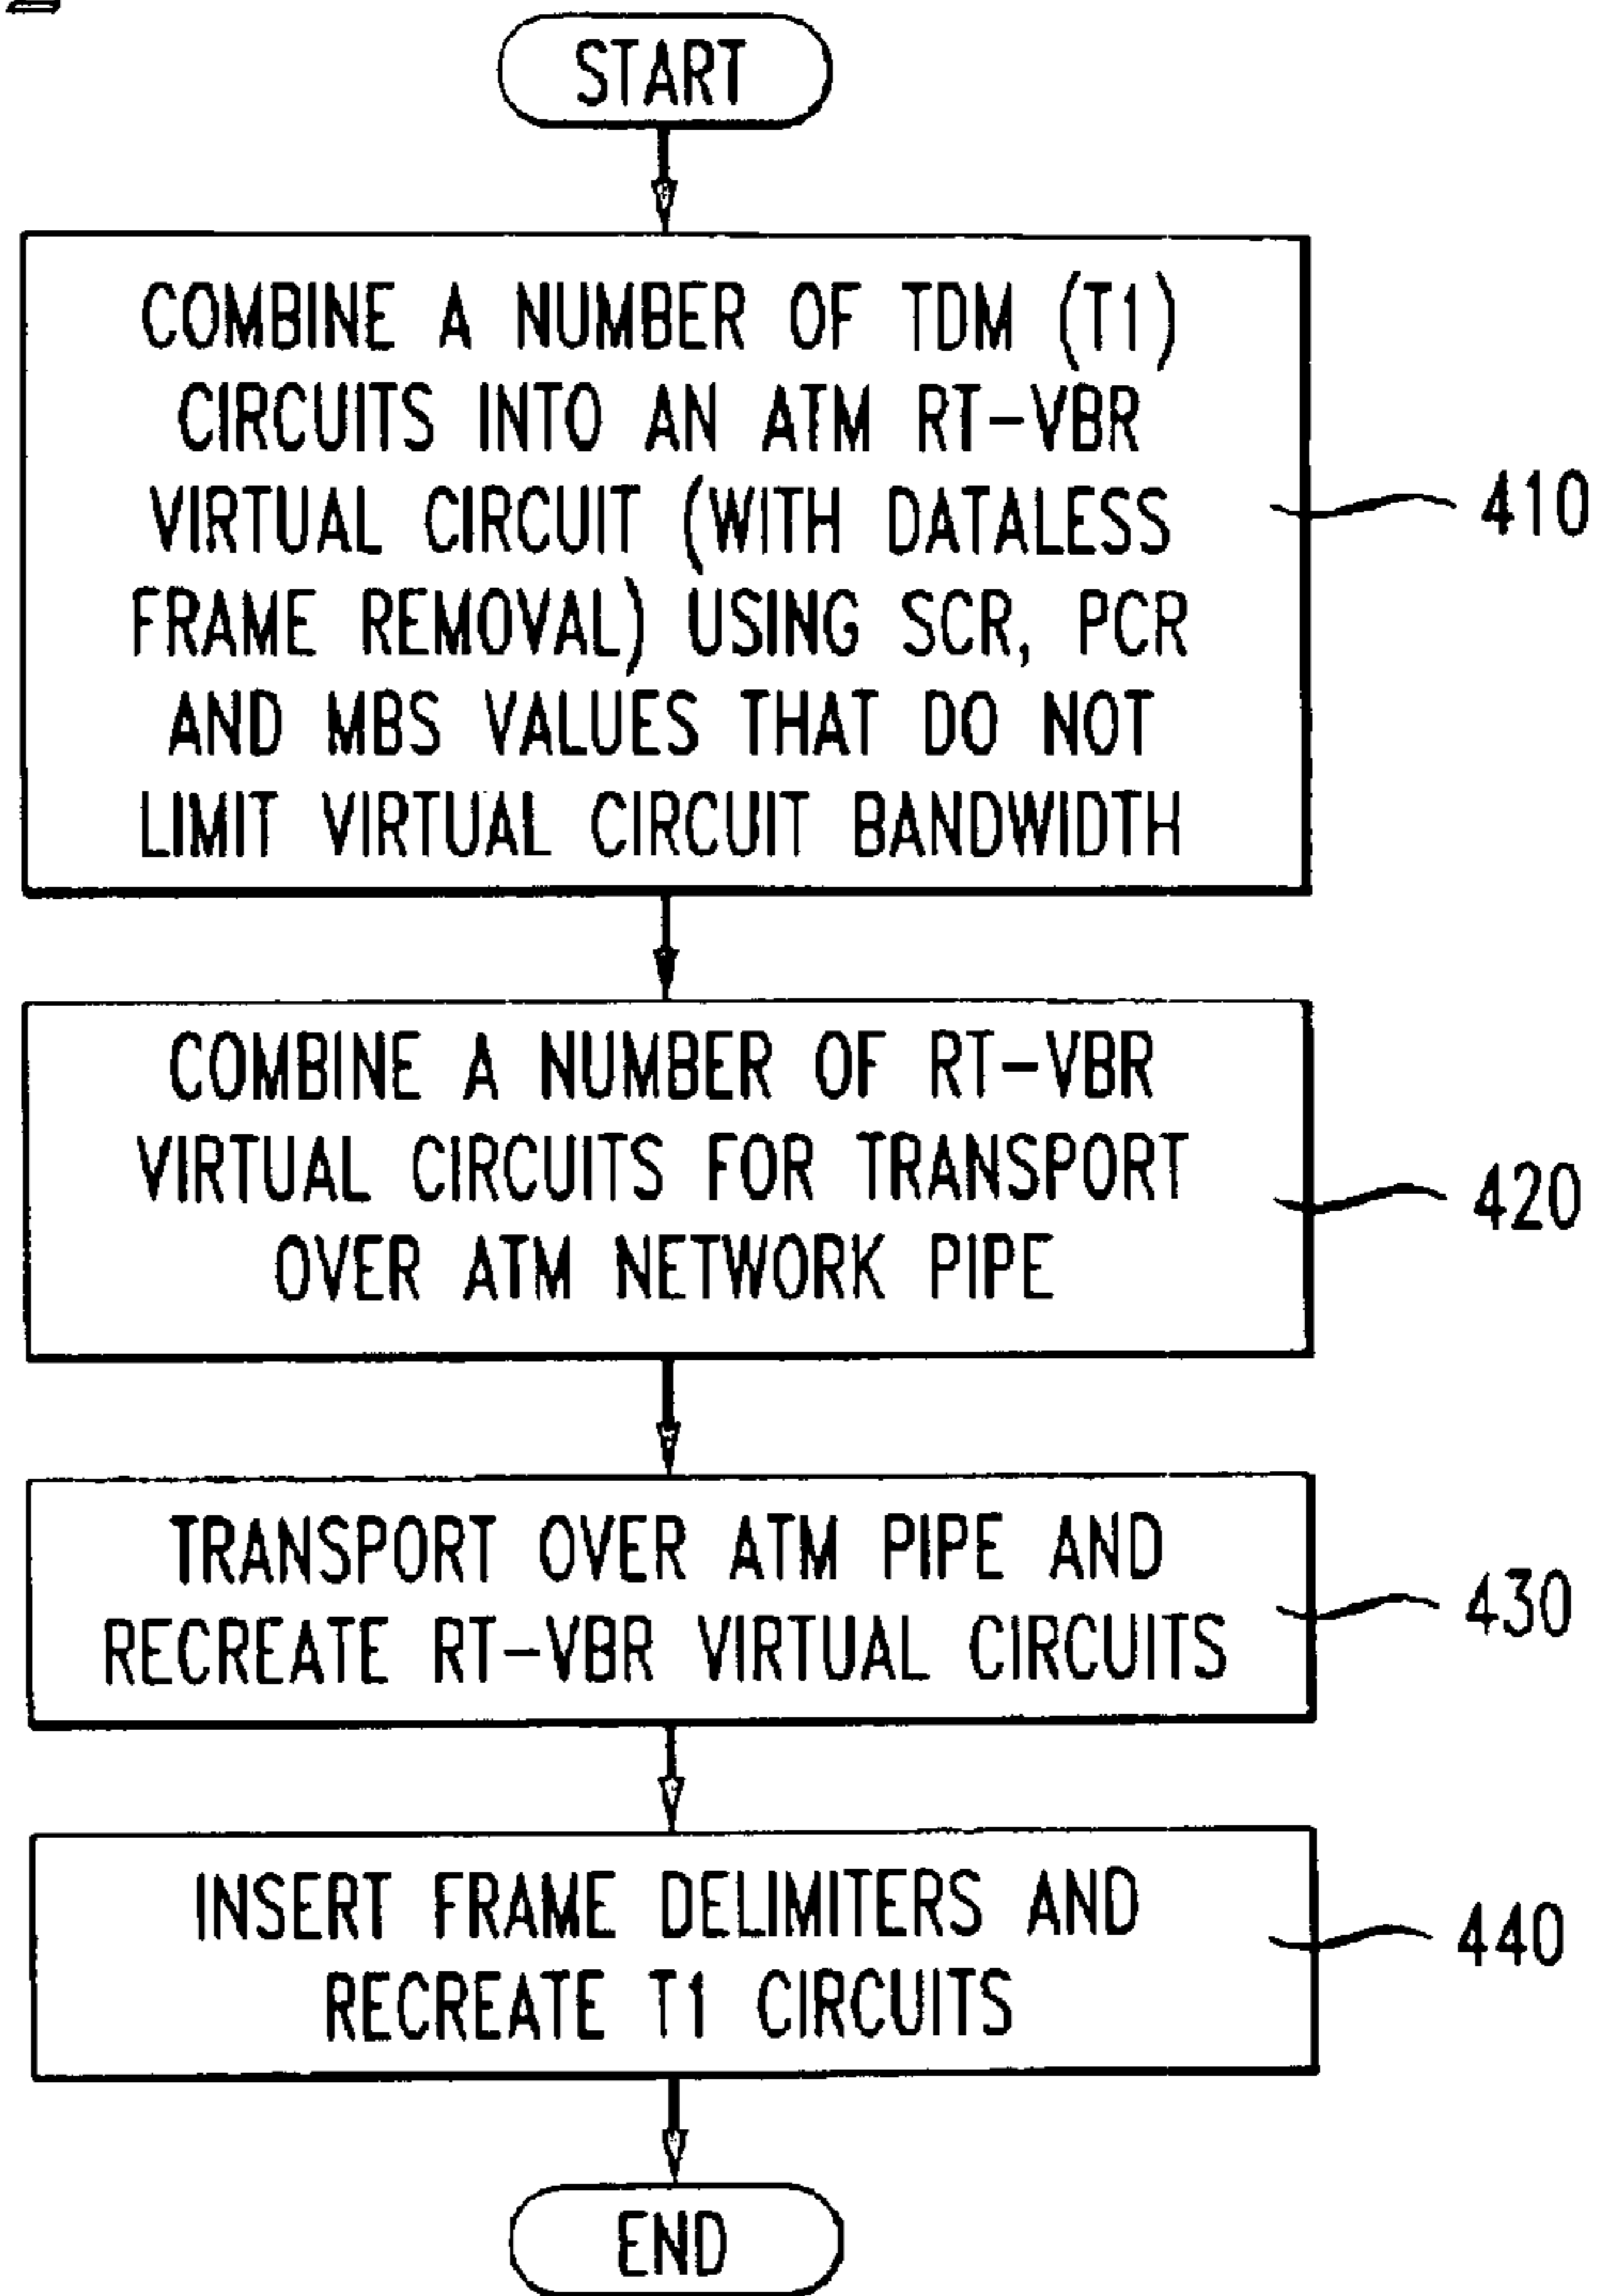 START
COMBINE A NUMBER OF TDM (T1)
CIRCUITS INTO AN ATM RT-VBR
VIRTUAL CIRCUIT (WITH DATALESS
FRAME REMOVAL) USING SCR, PCR
AND MBS VALUES THAT DO NOT
LIMIT VIRTUAL CIRCUIT BANDWIDTH
410
COMBINE A NUMBER OF RT-VBR
VIRTUAL CIRCUITS FOR TRANSPORT
OVER ATM NETWORK PIPE
420
TRANSPORT OVER ATM PIPE AND
RECREATE RT-VBR VIRTUAL CIRCUITS
430
INSERT FRAME DELIMITERS AND
RECREATE T1 CIRCUITS
440
END